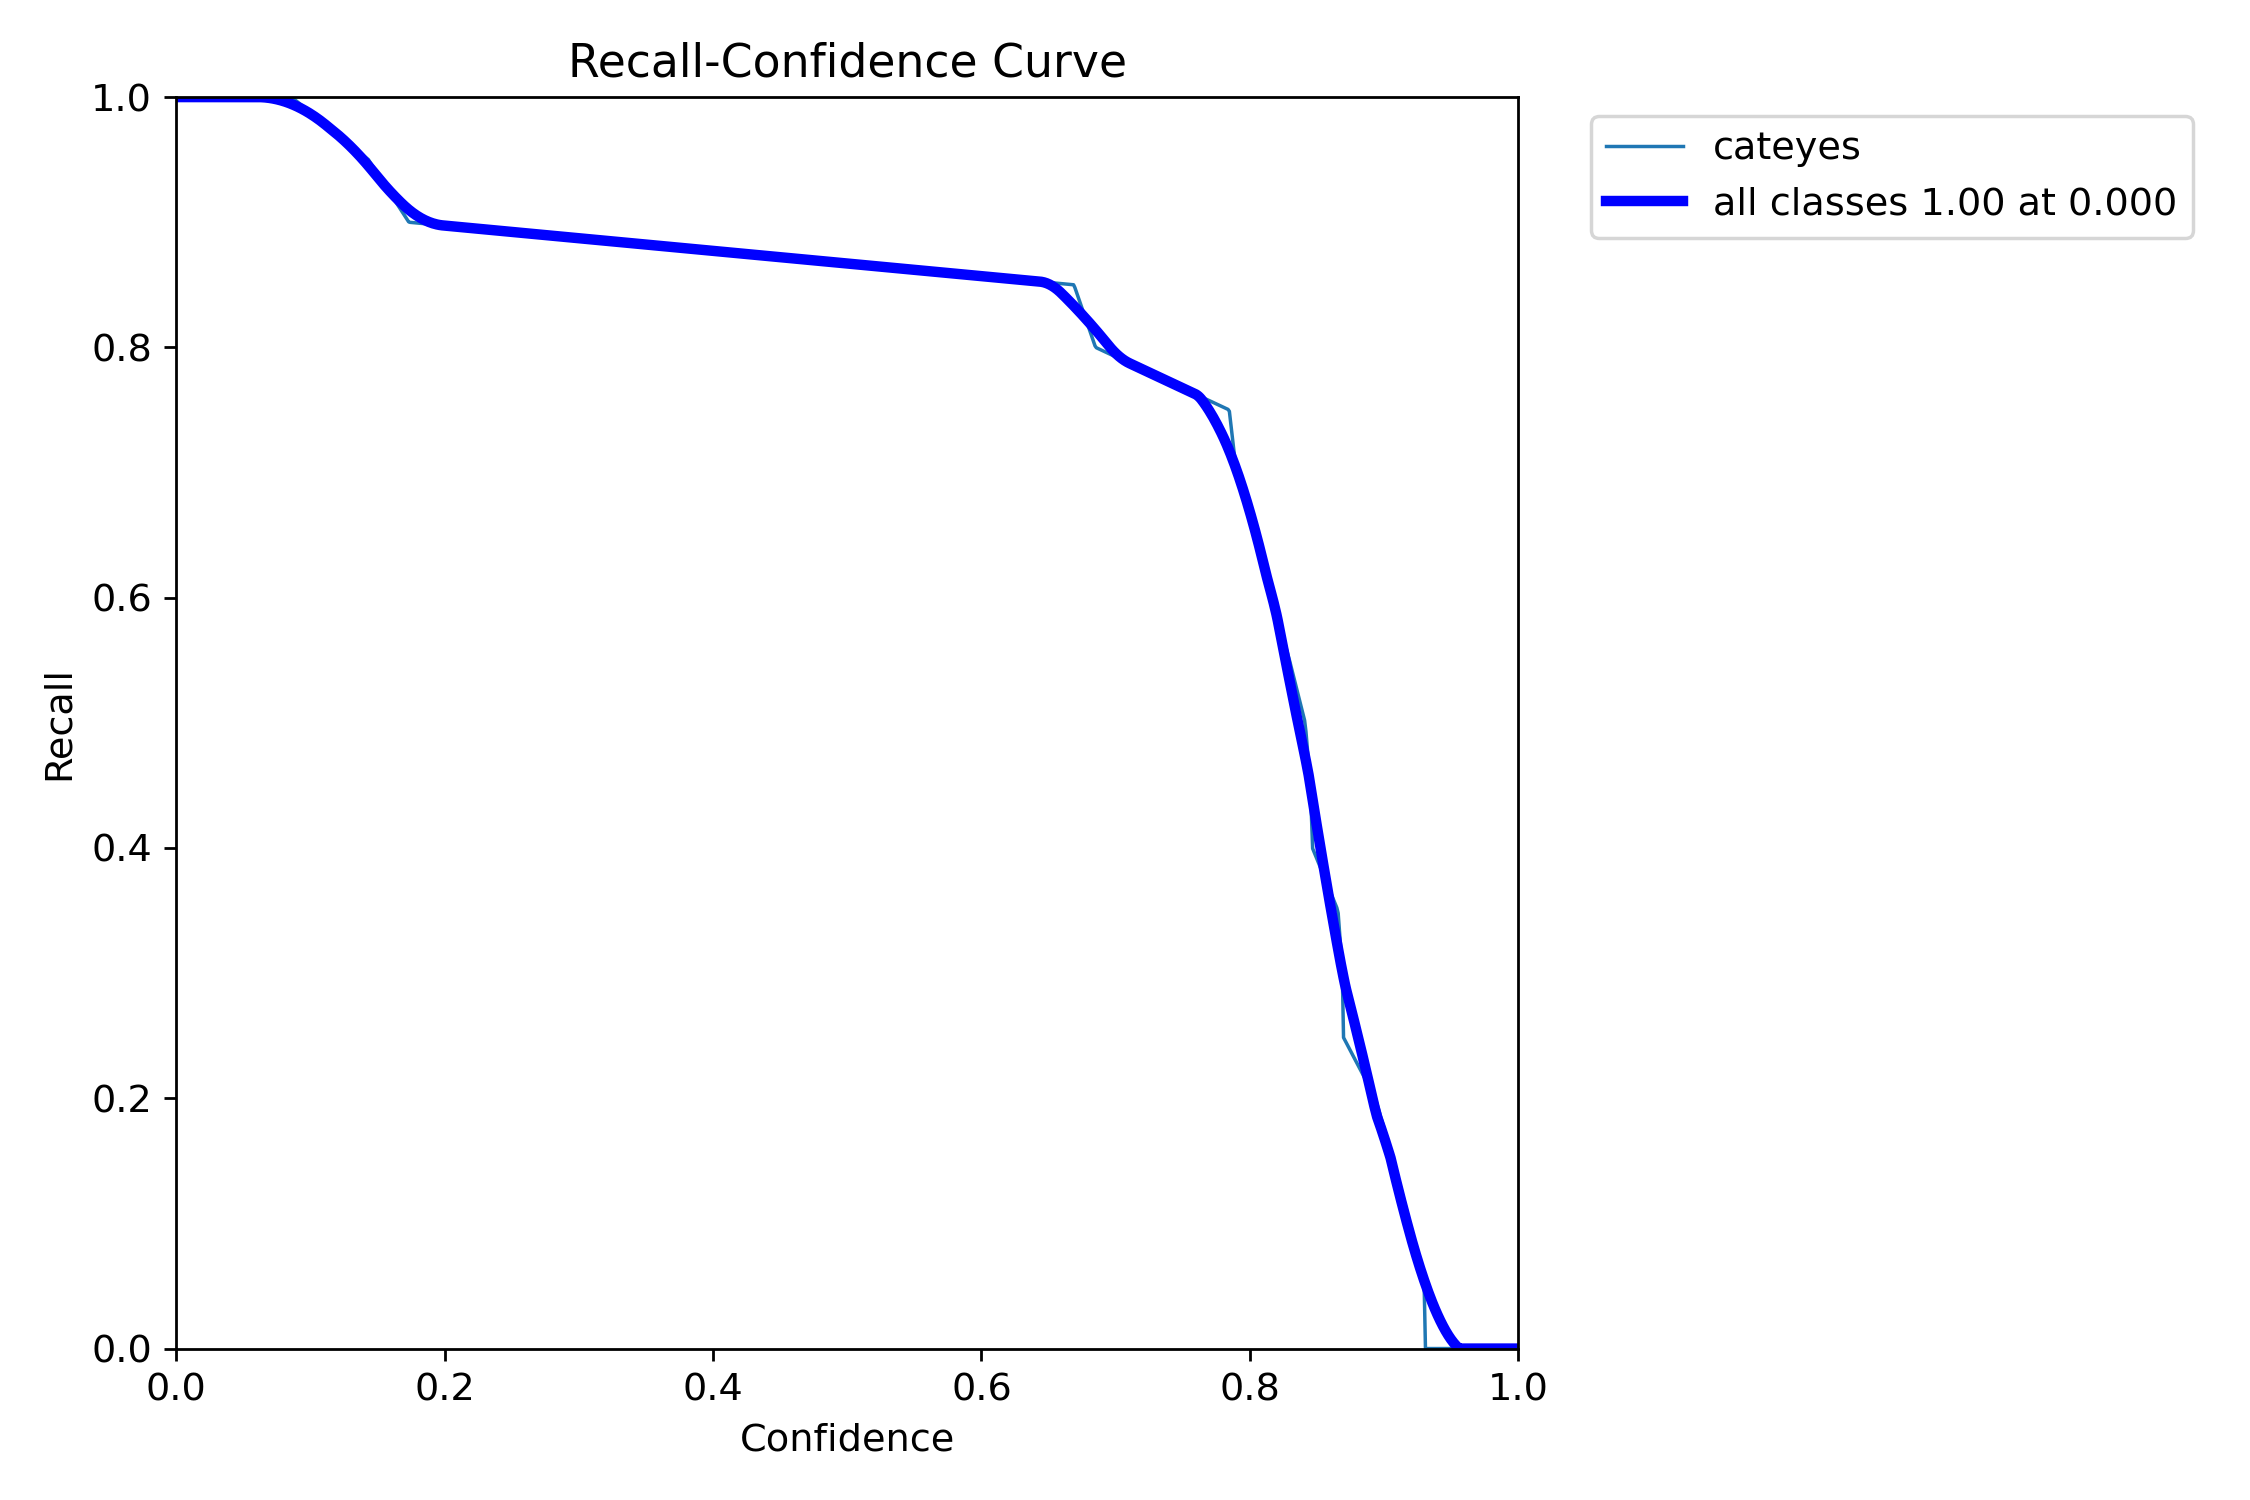 Recall-Confidence Curve
1.0
0.8
0.6
0.4
0.2
0.0
Recall
0.0 0.2 0.4 0.6 0.8 1.0
Confidence
cateyes
all classes 1.00 at 0.000